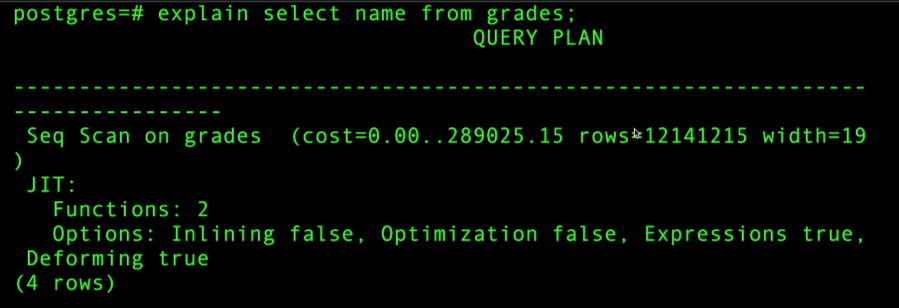 postgres=# explain select name from grades;
QUERY PLAN
-----------------------------------------------------------------
----------------
Seq Scan on grades  (cost=0.00..289025.15 rows=12141215 width=19
)
JIT:
Functions: 2
Options: Inlining false, Optimization false, Expressions true,
Deforming true
(4 rows)